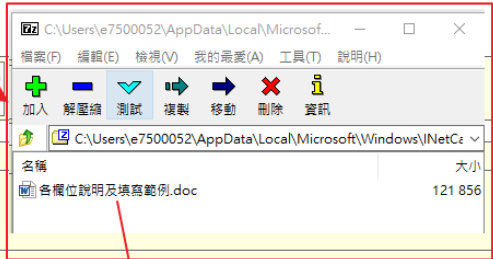 C:\Users\e7500052\AppData\Local\Microsof...
檔案(F) 編輯(E) 檢視(V) 我的最愛(A) 工具(T) 說明(H)
加入 解壓縮 測試 複製 移動 刪除 資訊
C:\Users\e7500052\AppData\Local\Microsoft\Windows\INetCa
名稱 大小
各欄位說明及填寫範例.doc 121 856